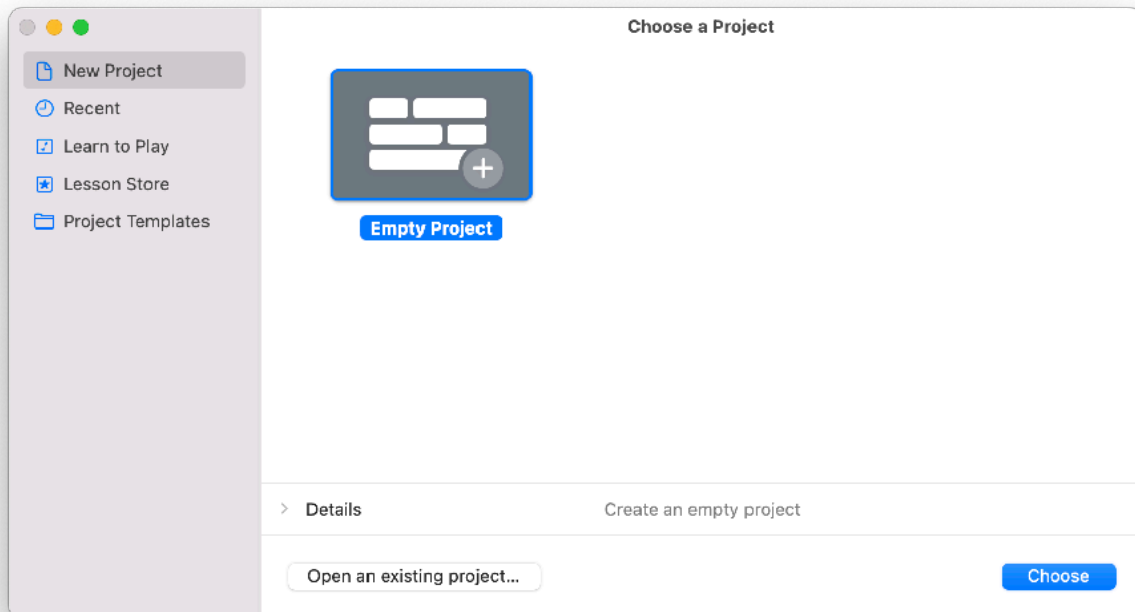 Choose a Project
New Project
Recent
Learn to Play
Lesson Store
Project Templates
Empty Project
Details
Create an empty project
Open an existing project...
Choose